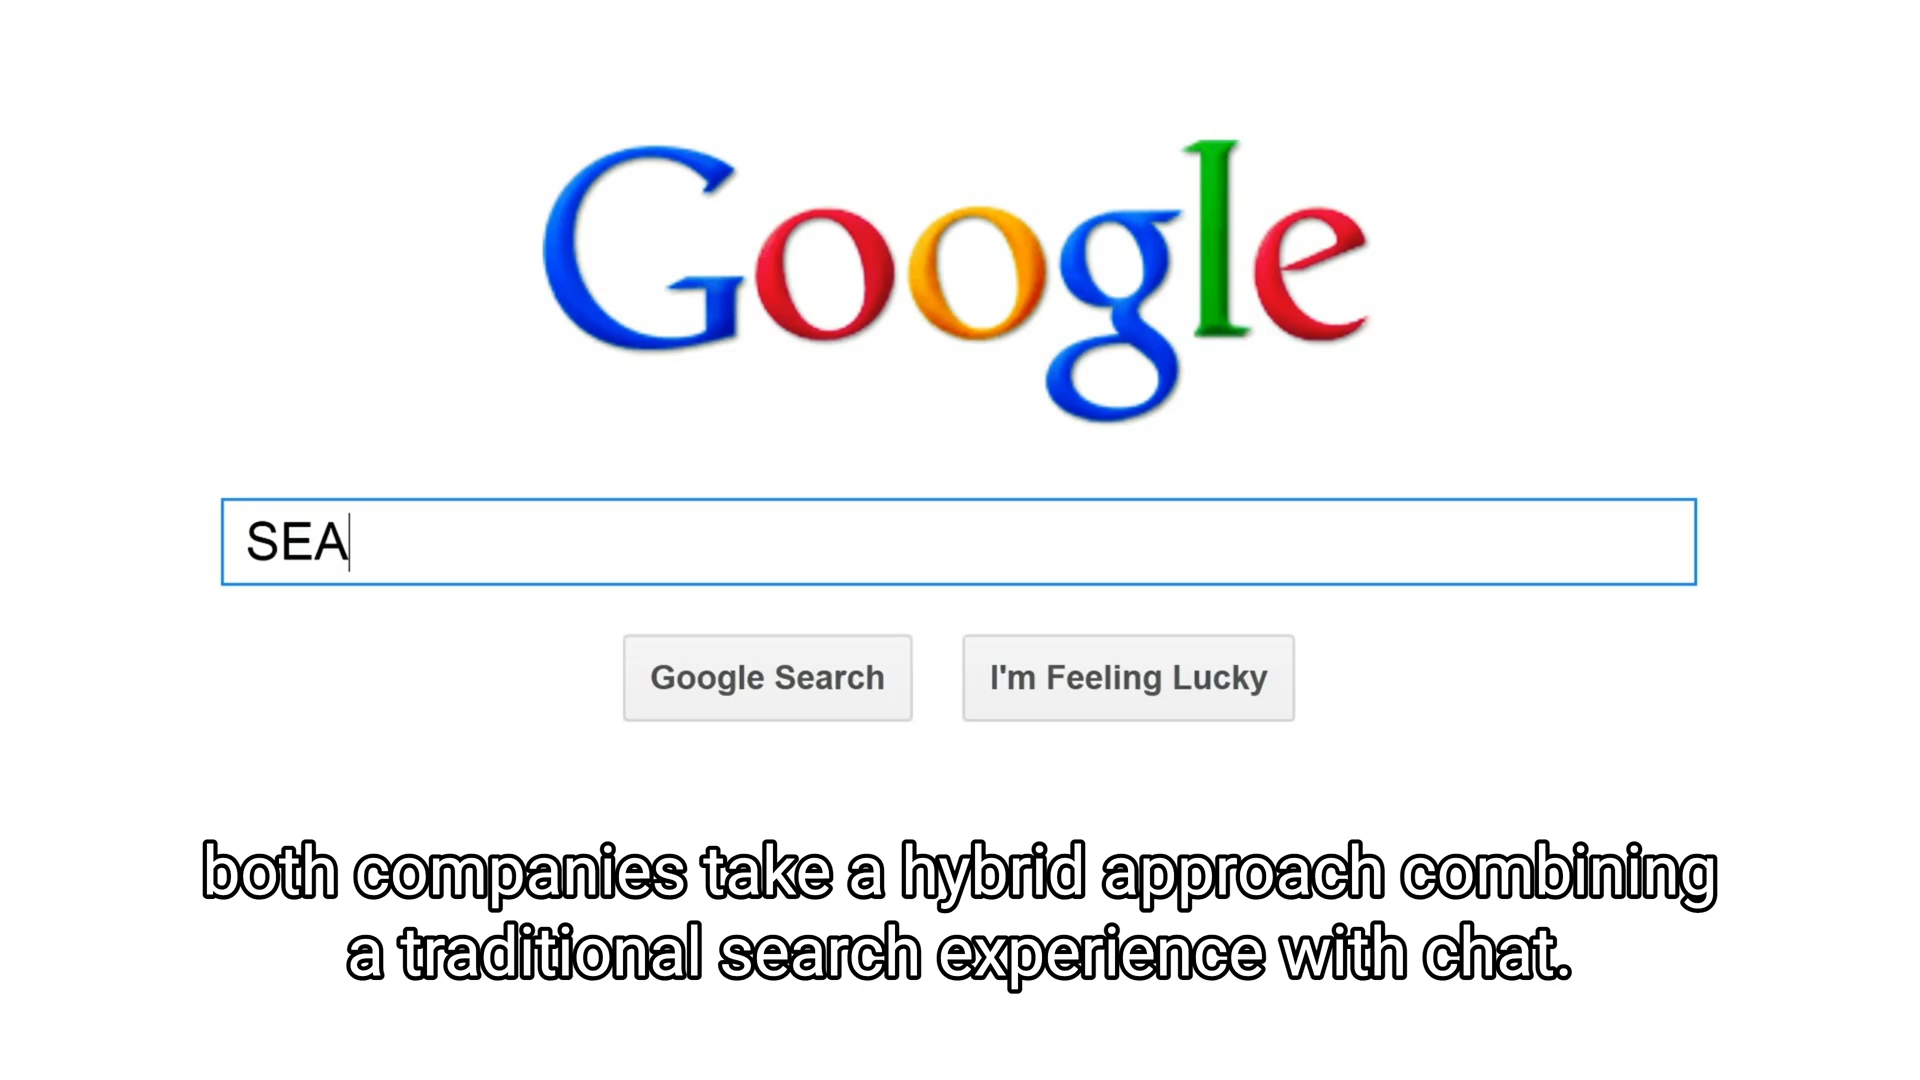 Google
SEA
Google Search
I'm Feeling Lucky
both companies take a hybrid approach combining
a traditional search experience with chat.